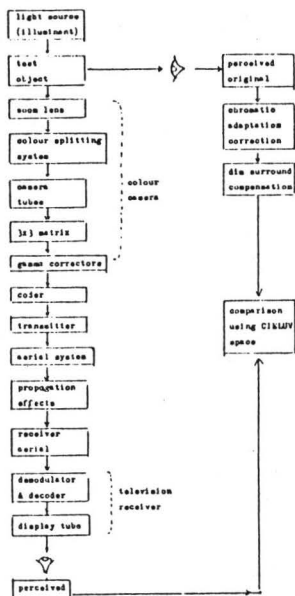 light source
(illuminant)
test
object
zoom lens
colour splitting
system
camera
tubes
3x3 matrix
gamma correctors
coder
transmitter
aerial system
propagation
effects
receiver
aerial
demodulator
& decoder
display tube
perceived
colour
camera
television
receiver
perceived
original
chromatic
adaptation
correction
dim surround
compensation
comparison
using CIELUV
space